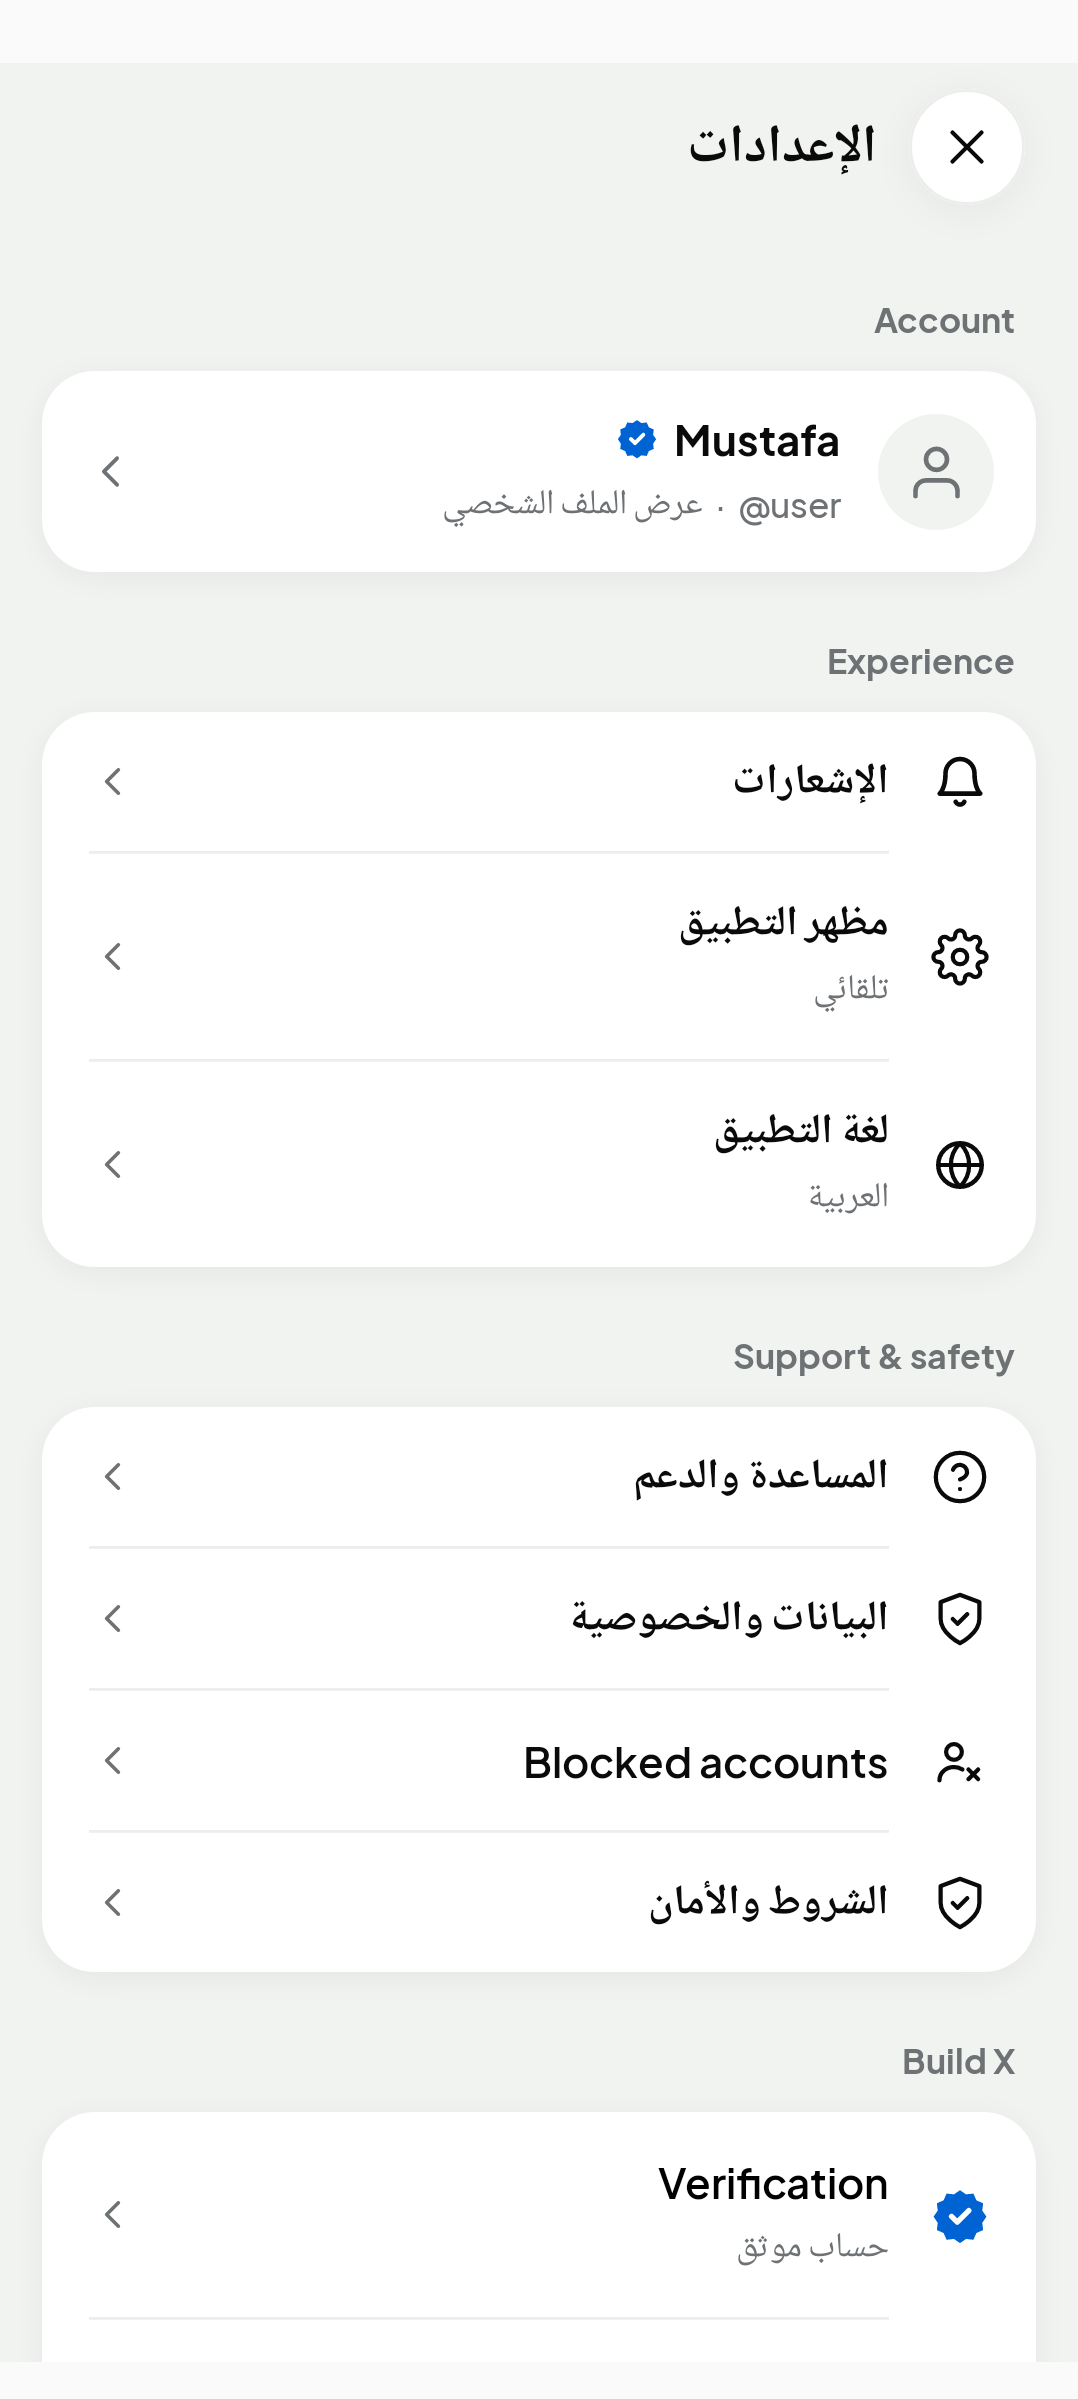 الإعدادات
Account
Mustafa
@user · عرض الملف الشخصي
Experience
الإشعارات
مظهر التطبيق
تلقائي
لغة التطبيق
العربية
Support & safety
المساعدة والدعم
البيانات والخصوصية
Blocked accounts
الشروط والأمان
Build X
Verification
حساب موثق